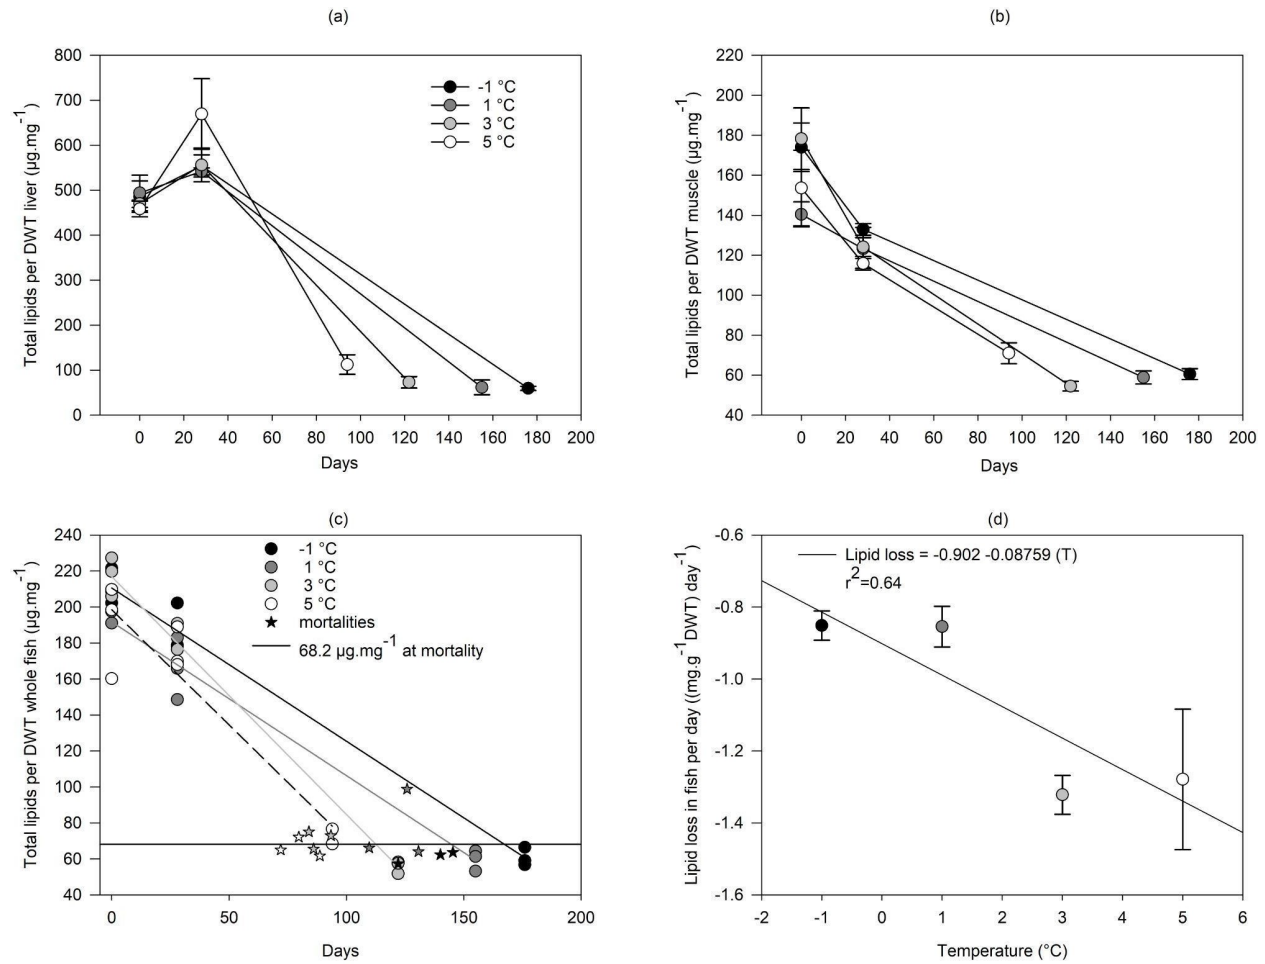 (a)
Total lipids per DWT liver (µg.mg⁻¹)
800
700
600
500
400
300
200
100
0
-1 °C
1 °C
3 °C
5 °C
0 20 40 60 80 100 120 140 160 180 200
Days
(b)
Total lipids per DWT muscle (µg.mg⁻¹)
220
200
180
160
140
120
100
80
60
40
0 20 40 60 80 100 120 140 160 180 200
Days
(c)
Total lipids per DWT whole fish (µg.mg⁻¹)
240
220
200
180
160
140
120
100
80
60
40
-1 °C
1 °C
3 °C
5 °C
mortalities
68.2 µg.mg⁻¹ at mortality
0 50 100 150 200
Days
(d)
Lipid loss in fish per day ((mg.g⁻¹DWT) day⁻¹)
-0.6
-0.8
-1.0
-1.2
-1.4
-1.6
Lipid loss = -0.902 -0.08759 (T)
r²=0.64
-2 -1 0 1 2 3 4 5 6
Temperature (°C)